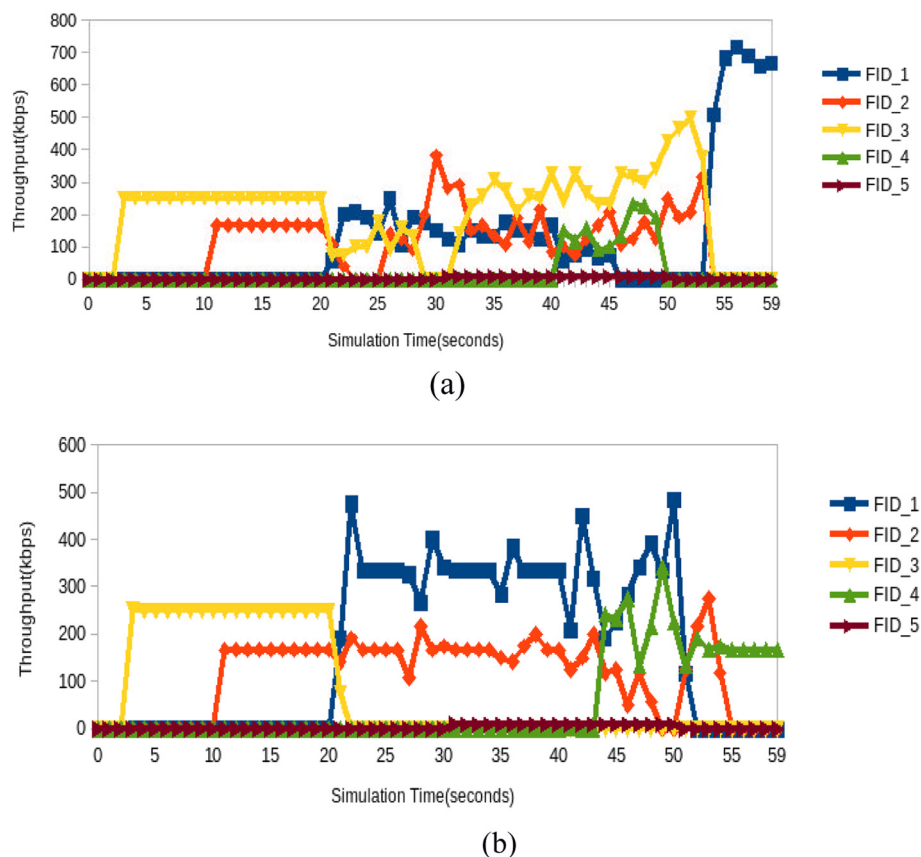 800
700
600
500
400
300
200
100
0
Throughput(kbps)
0 5 10 15 20 25 30 35 40 45 50 55 59
Simulation Time(seconds)
FID_1
FID_2
FID_3
FID_4
FID_5
(a)
600
500
400
300
200
100
0
Throughput(kbps)
0 5 10 15 20 25 30 35 40 45 50 55 59
Simulation Time(seconds)
FID_1
FID_2
FID_3
FID_4
FID_5
(b)